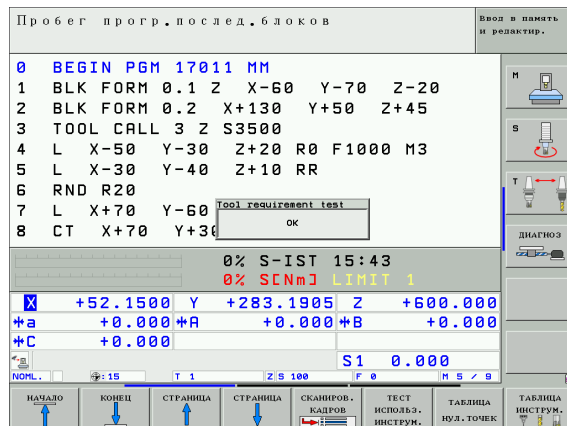 Пробег прогр.послед.блоков
Ввод в память
и редактир.
0 BEGIN PGM 17011 MM
1 BLK FORM 0.1 Z X-60 Y-70 Z-20
2 BLK FORM 0.2 X+130 Y+50 Z+45
3 TOOL CALL 3 Z S3500
4 L X-50 Y-30 Z+20 R0 F1000 M3
5 L X-30 Y-40 Z+10 RR
6 RND R20
7 L X+70 Y-60
8 CT X+70 Y+30
Tool requirement test
OK
M
S
T
ДИАГНОЗ
0% S-IST 15:43
0% S[Nm] LIMIT 1
X +52.1500 Y +283.1905 Z +600.000
a +0.000 A +0.000 B +0.000
C +0.000
S1 0.000
NOML. : 15 T 1 Z S 100 F 0 M 5 / 9
НАЧАЛО
КОНЕЦ
СТРАНИЦА
СТРАНИЦА
СКАНИРОВ.
КАДРОВ
ТЕСТ
ИСПОЛЬЗ.
ИНСТРУМ.
ТАБЛИЦА
НУЛ.ТОЧЕК
ТАБЛИЦА
ИНСТРУМ.